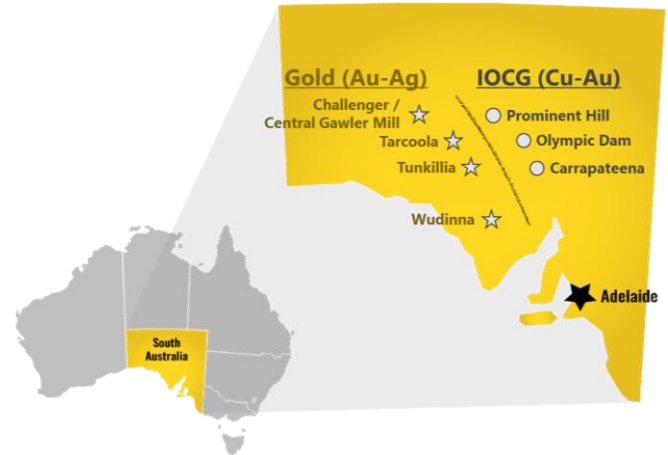 Gold (Au-Ag)
IOCG (Cu-Au)
Challenger /
Central Gawler Mill
Prominent Hill
Tarcoola
Olympic Dam
Tunkillia
Carrapateena
Wudinna
Adelaide
South
Australia